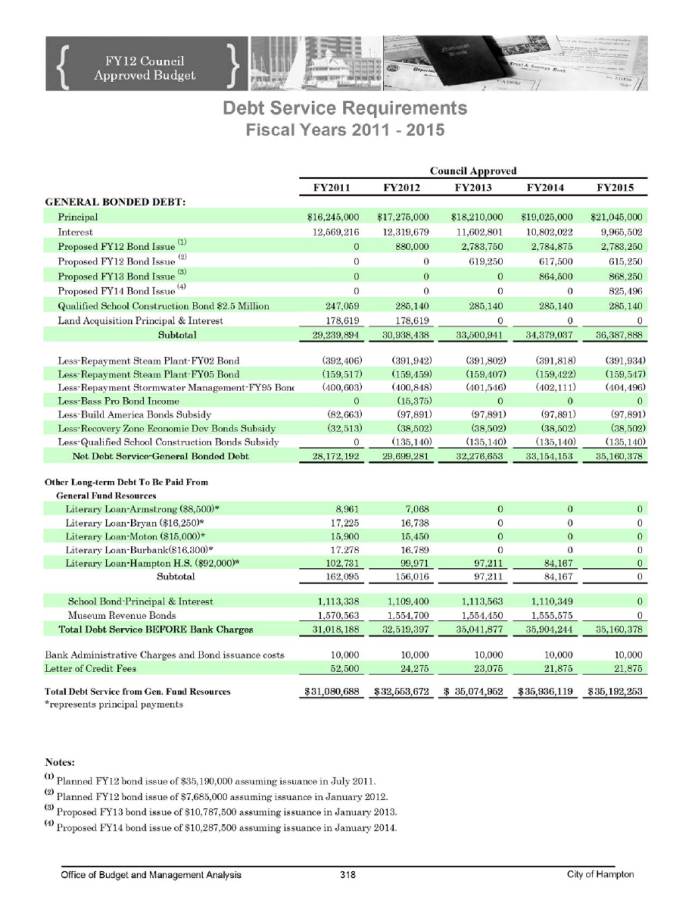 FY12 Council
Approved Budget
Debt Service Requirements
Fiscal Years 2011 - 2015
Council Approved
FY2011 FY2012 FY2013 FY2014 FY2015
GENERAL BONDED DEBT:
Principal $16,245,000 $17,275,000 $18,210,000 $19,025,000 $21,045,000
Interest 12,569,216 12,319,679 11,602,801 10,802,022 9,965,502
Proposed FY12 Bond Issue (1) 0 880,000 2,783,750 2,784,875 2,783,250
Proposed FY12 Bond Issue (2) 0 0 619,250 617,500 615,250
Proposed FY13 Bond Issue (3) 0 0 0 864,500 868,250
Proposed FY14 Bond Issue (4) 0 0 0 0 825,496
Qualified School Construction Bond $2.5 Million 247,059 285,140 285,140 285,140 285,140
Land Acquisition Principal & Interest 178,619 178,619 0 0 0
Subtotal 29,239,894 30,938,438 33,500,941 34,379,037 36,387,888
Less-Repayment Steam Plant-FY02 Bond (392,406) (391,942) (391,802) (391,818) (391,934)
Less-Repayment Steam Plant-FY05 Bond (159,517) (159,459) (159,407) (159,422) (159,547)
Less-Repayment Stormwater Management-FY95 Bond (400,603) (400,848) (401,546) (402,111) (404,496)
Less-Bass Pro Bond Income 0 (15,375) 0 0 0
Less-Build America Bonds Subsidy (82,663) (97,891) (97,891) (97,891) (97,891)
Less-Recovery Zone Economic Dev Bonds Subsidy (32,513) (38,502) (38,502) (38,502) (38,502)
Less-Qualified School Construction Bonds Subsidy 0 (135,140) (135,140) (135,140) (135,140)
Net Debt Service-General Bonded Debt 28,172,192 29,699,281 32,276,653 33,154,153 35,160,378
Other Long-term Debt To Be Paid From
General Fund Resources
Literary Loan-Armstrong ($8,500)* 8,961 7,068 0 0 0
Literary Loan-Bryan ($16,250)* 17,225 16,738 0 0 0
Literary Loan-Moton ($15,000)* 15,900 15,450 0 0 0
Literary Loan-Burbank($16,300)* 17.278 16.789 0 0 0
Literary Loan-Hampton H.S. ($92,000)* 102,731 99,971 97,211 84,167 0
Subtotal 162,095 156,016 97,211 84,167 0
School Bond-Principal & Interest 1,113,338 1,109,400 1,113,563 1,110,349 0
Museum Revenue Bonds 1,570,563 1,554,700 1,554,450 1,555,575 0
Total Debt Service BEFORE Bank Charges 31,018,188 32,519,397 35,041,877 35,904,244 35,160,378
Bank Administrative Charges and Bond issuance costs 10,000 10,000 10,000 10,000 10,000
Letter of Credit Fees 52,500 24,275 23,075 21,875 21,875
Total Debt Service from Gen. Fund Resources $31,080,688 $32,553,672 $ 35,074,952 $35,936,119 $35,192,253
*represents principal payments
Notes:
(1) Planned FY12 bond issue of $35,190,000 assuming issuance in July 2011.
(2) Planned FY12 bond issue of $7,685,000 assuming issuance in January 2012.
(3) Proposed FY13 bond issue of $10,787,500 assuming issuance in January 2013.
(4) Proposed FY14 bond issue of $10,287,500 assuming issuance in January 2014.
Office of Budget and Management Analysis 318 City of Hampton